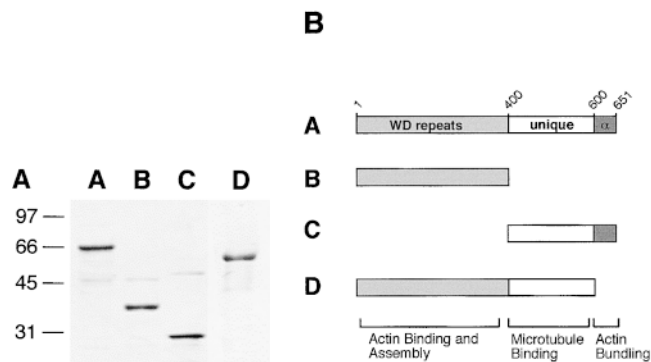 B
1 400 600 651
A WD repeats unique α
B
C
D
Actin Binding and Assembly
Microtubule Binding
Actin Bundling
A
A B C D
97
66
45
31